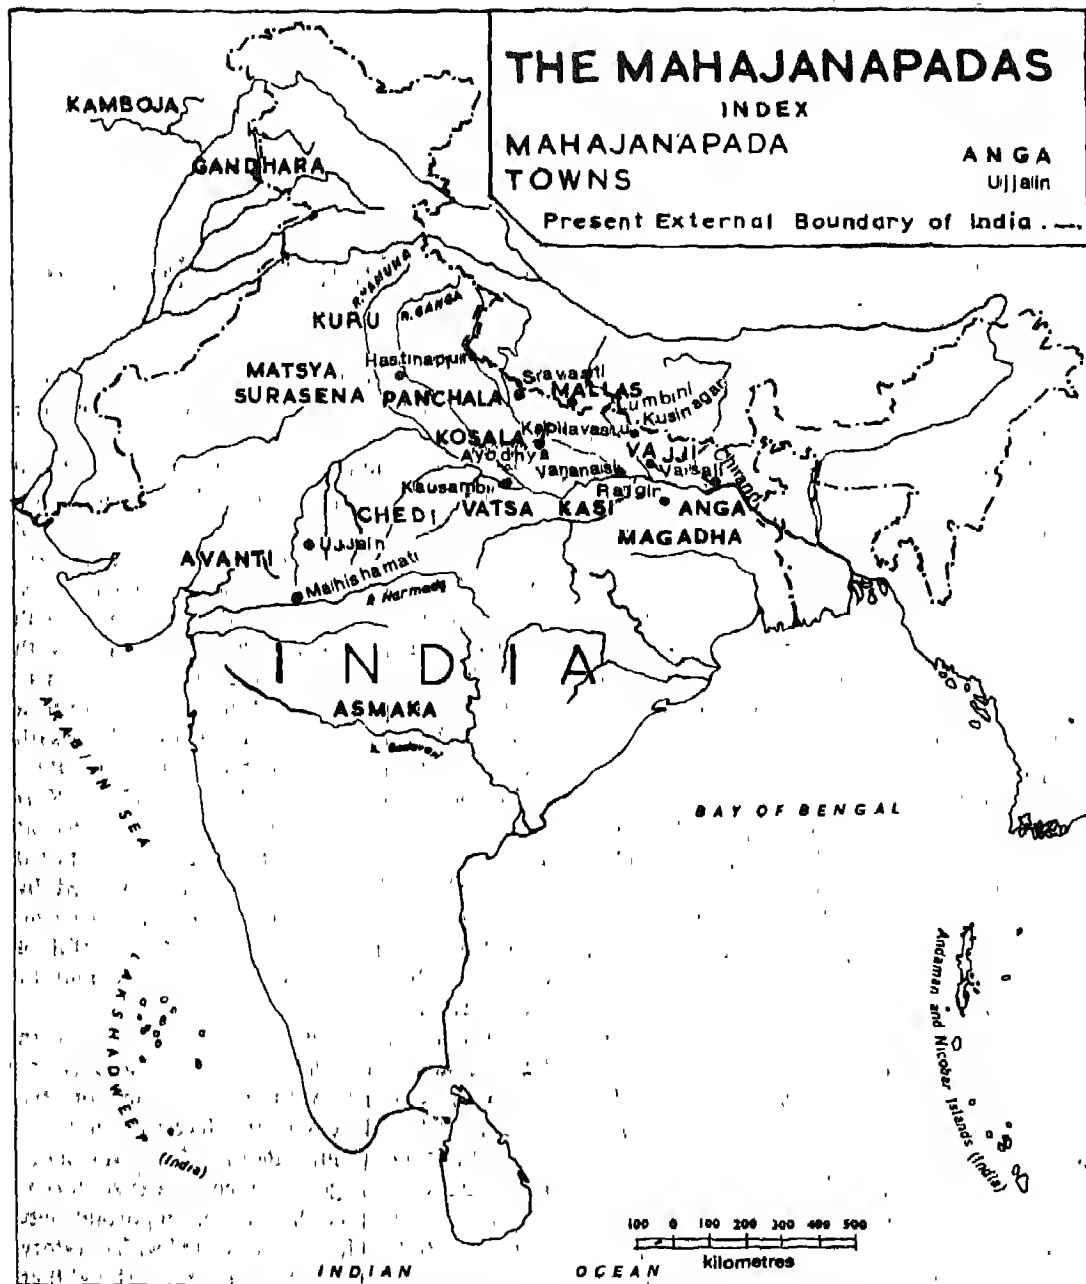 THE MAHAJANAPADAS
INDEX
MAHAJANAPADA ANGA
TOWNS Ujjain
Present External Boundary of India
KAMBOJA
GANDHARA
R. YAMUNA
R. GANGA
KURU
Hastinapur
MATSYA
SURASENA
PANCHALA
Sravasti
MALLAS
Lumbini
Kusinagar
KOSALA
Kapilavastu
Ayodhya
VAJJI
Vaisali
Varanasi
Kausambi
Rajgir
CHEDI
VATSA
KASI
ANGA
MAGADHA
AVANTI
Ujjain
Mahishamati
R Narmada
INDIA
ASMAKA
ARABIAN SEA
BAY OF BENGAL
LAKSHADWEEP
(India)
Andaman and Nicobar Islands (India)
100 0 100 200 300 400 500
kilometres
INDIAN OCEAN